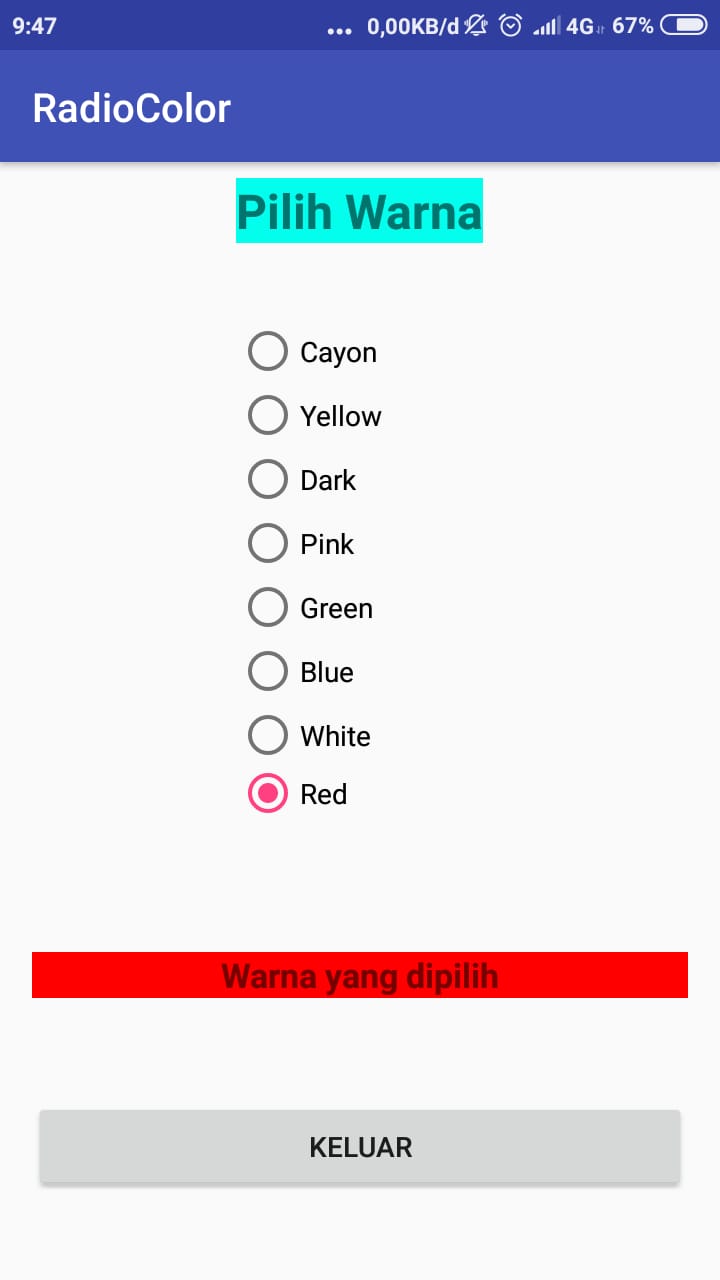 9:47 ... 0,00KB/d 4G 67%
RadioColor
Pilih Warna
Cayon
Yellow
Dark
Pink
Green
Blue
White
Red
Warna yang dipilih
KELUAR